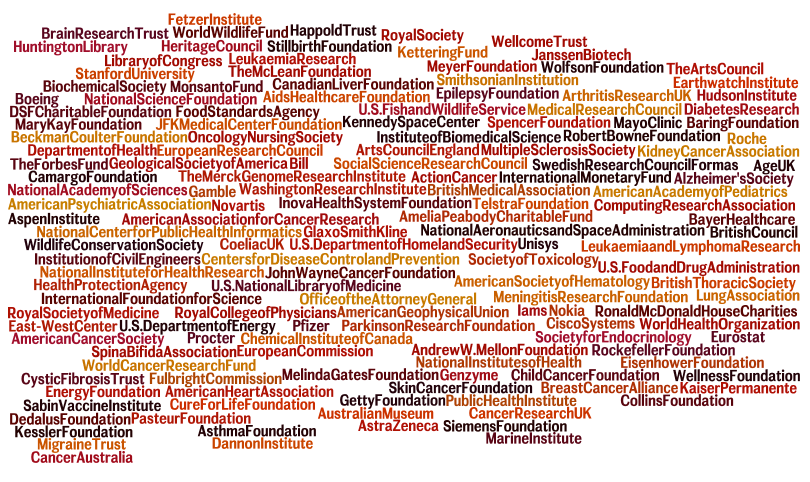 FetzerInstitute
BrainResearchTrust WorldWildlifeFund HappoldTrust RoyalSociety
HuntingtonLibrary HeritageCouncil StillbirthFoundation KetteringFund WellcomeTrust
LibraryofCongress LeukaemiaResearch JanssenBiotech
StanfordUniversity TheMcLeanFoundation MeyerFoundation WolfsonFoundation TheArtsCouncil
BiochemicalSociety MonsantoFund CanadianLiverFoundation SmithsonianInstitution EarthwatchInstitute
Boeing NationalScienceFoundation AidsHealthcareFoundation EpilepsyFoundation ArthritisResearchUK HudsonInstitute
DSFCharitableFoundation FoodStandardsAgency U.S.FishandWildlifeService MedicalResearchCouncil DiabetesResearch
MaryKayFoundation JFKMedicalCenterFoundation KennedySpaceCenter SpencerFoundation MayoClinic BaringFoundation
BeckmanCoulterFoundation OncologyNursingSociety InstituteofBiomedicalScience RobertBowneFoundation Roche
DepartmentofHealth EuropeanResearchCouncil ArtsCouncilEngland MultipleSclerosisSociety KidneyCancerAssociation
TheForbesFund GeologicalSocietyofAmerica Bill SocialScienceResearchCouncil SwedishResearchCouncilFormas AgeUK
CamargoFoundation TheMerckGenomeResearchInstitute ActionCancer InternationalMonetaryFund Alzheimer'sSociety
NationalAcademyofSciences Gamble WashingtonResearchInstitute BritishMedicalAssociation AmericanAcademyofPediatrics
AmericanPsychiatricAssociation Novartis InovaHealthSystemFoundation TelstraFoundation ComputingResearchAssociation
AspenInstitute AmericanAssociationforCancerResearch AmeliaPeabodyCharitableFund BayerHealthcare
NationalCenterforPublicHealthInformatics GlaxoSmithKline NationalAeronauticsandSpaceAdministration BritishCouncil
WildlifeConservationSociety CoeliacUK U.S.DepartmentofHomelandSecurity Unisys LeukaemiaandLymphomaResearch
InstitutionofCivilEngineers CentersforDiseaseControlandPrevention SocietyofToxicology U.S.FoodandDrugAdministration
NationalInstituteforHealthResearch JohnWayneCancerFoundation
HealthProtectionAgency U.S.NationalLibraryofMedicine AmericanSocietyofHematology BritishThoracicSociety
InternationalFoundationforScience OfficeoftheAttorneyGeneral MeningitisResearchFoundation LungAssociation
RoyalSocietyofMedicine RoyalCollegeofPhysicians AmericanGeophysicalUnion Iams Nokia RonaldMcDonaldHouseCharities
East-WestCenter U.S.DepartmentofEnergy Pfizer ParkinsonResearchFoundation CiscoSystems WorldHealthOrganization
AmericanCancerSociety Procter ChemicalInstituteofCanada SocietyforEndocrinology Eurostat
SpinaBifidaAssociation EuropeanCommission AndrewW.MellonFoundation RockefellerFoundation
WorldCancerResearchFund NationalInstitutesofHealth EisenhowerFoundation
CysticFibrosisTrust FulbrightCommission MelindaGatesFoundation Genzyme ChildCancerFoundation WellnessFoundation
EnergyFoundation AmericanHeartAssociation SkinCancerFoundation BreastCancerAlliance KaiserPermanente
SabinVaccineInstitute CureForLifeFoundation GettyFoundation PublicHealthInstitute CollinsFoundation
DedalusFoundation PasteurFoundation AustralianMuseum CancerResearchUK
KesslerFoundation AsthmaFoundation AstraZeneca SiemensFoundation
MigraineTrust DannonInstitute MarineInstitute
CancerAustralia